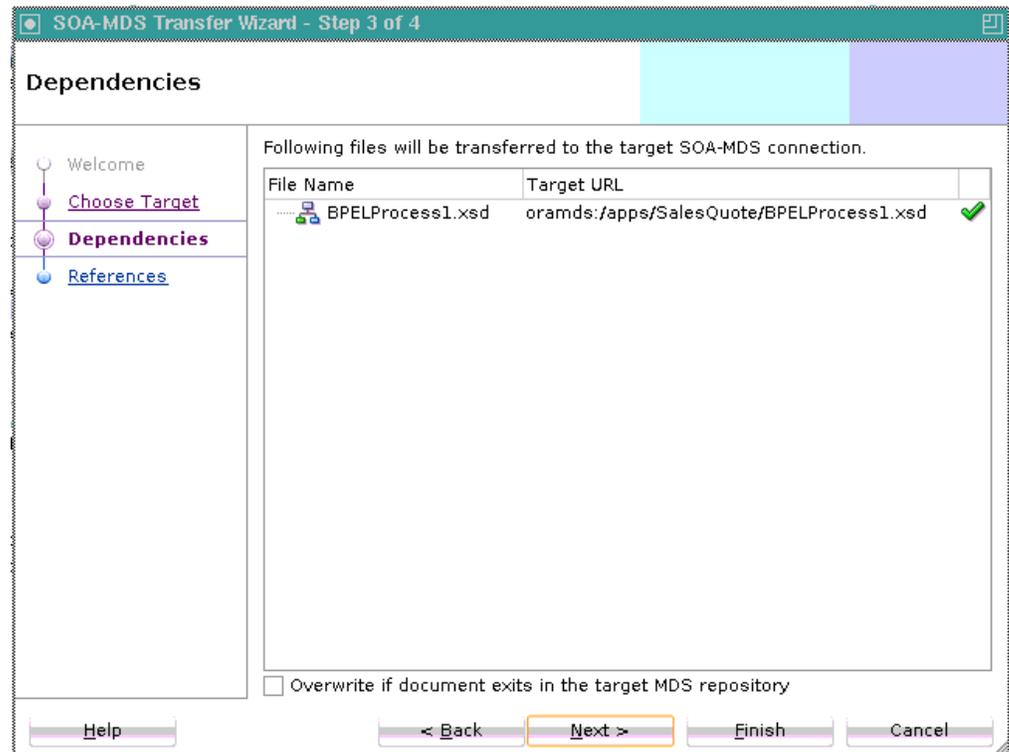 SOA-MDS Transfer Wizard - Step 3 of 4
Dependencies
Welcome
Choose Target
Dependencies
References
Following files will be transferred to the target SOA-MDS connection.
File Name Target URL
BPELProcess1.xsd oramds:/apps/SalesQuote/BPELProcess1.xsd
Overwrite if document exits in the target MDS repository
Help < Back Next > Finish Cancel